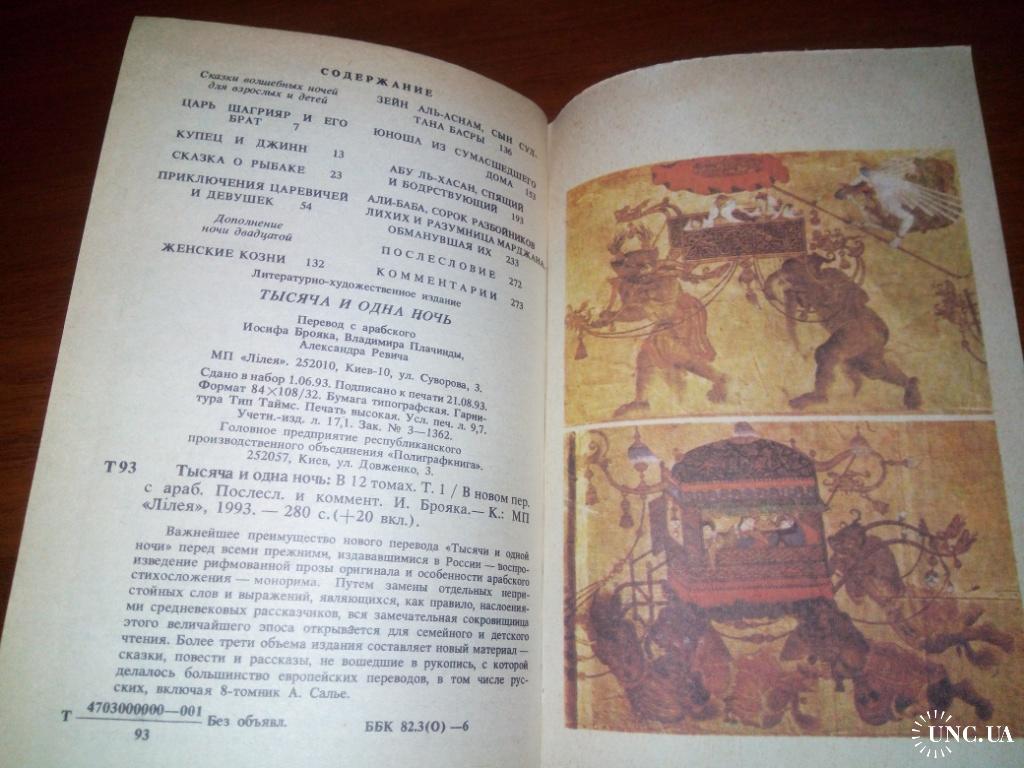 СОДЕРЖАНИЕ
Сказки волшебных ночей
для взрослых и детей
ЦАРЬ ШАГРИЯР И ЕГО
БРАТ 7
КУПЕЦ И ДЖИНН 13
СКАЗКА О РЫБАКЕ 23
ПРИКЛЮЧЕНИЯ ЦАРЕВИЧЕЙ
И ДЕВУШЕК 54
Дополнение
ночи двадцатой
ЖЕНСКИЕ КОЗНИ 132
ЗЕЙН АЛЬ-АСНАМ, СЫН СУЛ-
ТАНА БАСРЫ 136
ЮНОША ИЗ СУМАСШЕДШЕГО
ДОМА 153
АБУ ЛЬ-ХАСАН, СПЯЩИЙ
И БОДРСТВУЮЩИЙ 193
АЛИ-БАБА, СОРОК РАЗБОЙНИКОВ
ЛИХИХ И РАЗУМНИЦА МАРДЖАНА,
ОБМАНУВШАЯ ИХ 233
ПОСЛЕСЛОВИЕ 272
КОММЕНТАРИИ 273
Литературно-художественное издание
ТЫСЯЧА И ОДНА НОЧЬ
Перевод с арабского
Иосифа Брояка, Владимира Плачинды,
Александра Ревича
МП «Лілея». 252010, Киев-10, ул. Суворова, 3.
Сдано в набор 1.06.93. Подписано к печати 21.08.93.
Формат 84×108/32. Бумага типографская. Гарни-
тура Тип Таймс. Печать высокая. Усл. печ. л. 9,7.
Учетн.-изд. л. 17,1. Зак. № 3—1362.
Головное предприятие республиканского
производственного объединения «Полиграфкнига».
252057, Киев, ул. Довженко, 3.
Т93 Тысяча и одна ночь: В 12 томах. Т. 1 / В новом пер.
с араб. Послесл. и коммент. И. Брояка.— К.: МП
«Лілея», 1993. — 280 с.(+20 вкл.).
Важнейшее преимущество нового перевода «Тысячи и одной
ночи» перед всеми прежними, издававшимися в России — воспро-
изведение рифмованной прозы оригинала и особенности арабского
стихосложения — монорима. Путем замены отдельных непри-
стойных слов и выражений, являющихся, как правило, наслоения-
ми средневековых рассказчиков, вся замечательная сокровищница
этого величайшего эпоса открывается для семейного и детского
чтения. Более трети объема издания составляет новый материал —
сказки, повести и рассказы, не вошедшие в рукопись, с которой
делалось большинство европейских переводов, в том числе рус-
ских, включая 8-томник А. Салье.
Т 4703000000—001 Без объявл. ББК 82.3(О)—6
93
UNC.UA